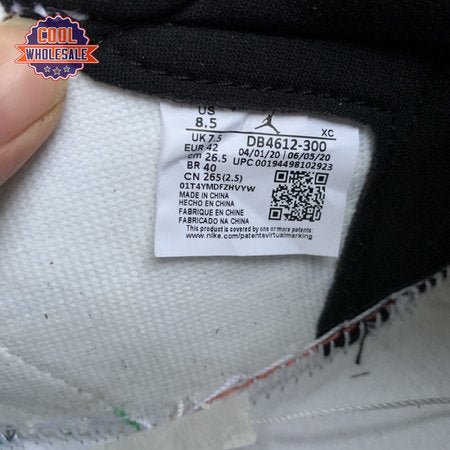 COOL
WHOLESALE
US
8.5
XC
UK 7.5
DB4612-300
EUR 42
04/01/20 06/05/20
cm 26.5
UPC 00194498102923
BR 40
CN 265(2.5)
01T4YMDFZHVYW
MADE IN CHINA
HECHO EN CHINA
FABRIQUE EN CHINE
FABRICADO NA CHINA
This product is covered by one or more patents. See
www.nike.com/patentsvirtualmarking